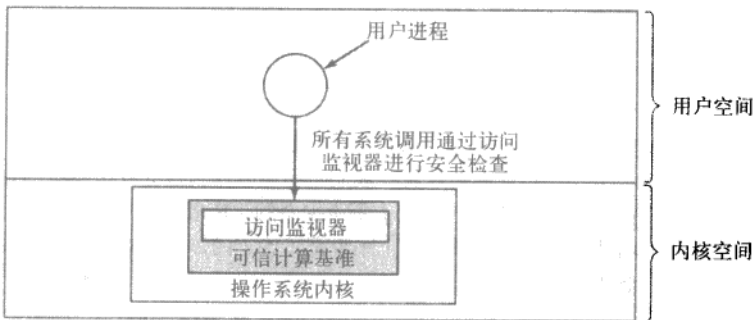 用户进程
用户空间
所有系统调用通过访问
监视器进行安全检查
访问监视器
可信计算基准
操作系统内核
内核空间